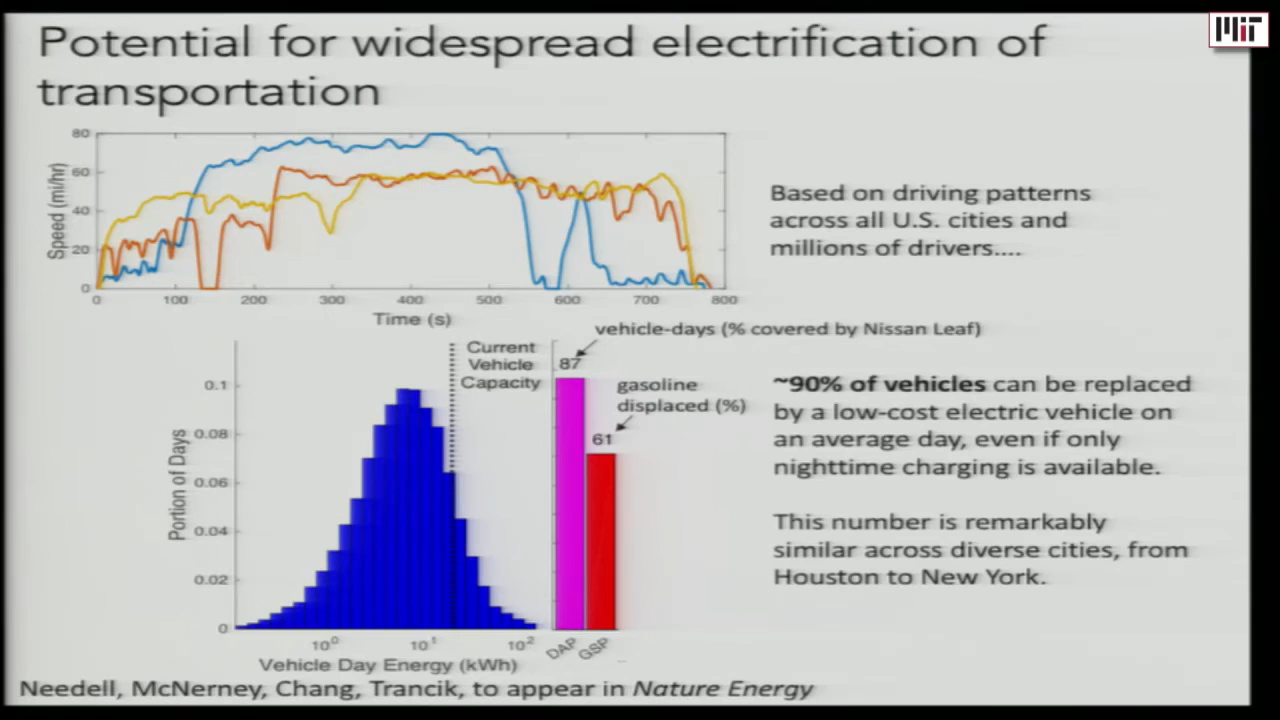 Potential for widespread electrification of
transportation
MIT
80
60
40
20
0
Speed (mi/hr)
0 100 200 300 400 500 600 700 800
Time (s)
Based on driving patterns
across all U.S. cities and
millions of drivers....
vehicle-days (% covered by Nissan Leaf)
Current
Vehicle
Capacity
87
gasoline
displaced (%)
61
0.1
0.08
0.06
0.04
0.02
0
Portion of Days
10⁰ 10¹ 10²
DAP GSP
Vehicle Day Energy (kWh)
~90% of vehicles can be replaced
by a low-cost electric vehicle on
an average day, even if only
nighttime charging is available.
This number is remarkably
similar across diverse cities, from
Houston to New York.
Needell, McNerney, Chang, Trancik, to appear in Nature Energy